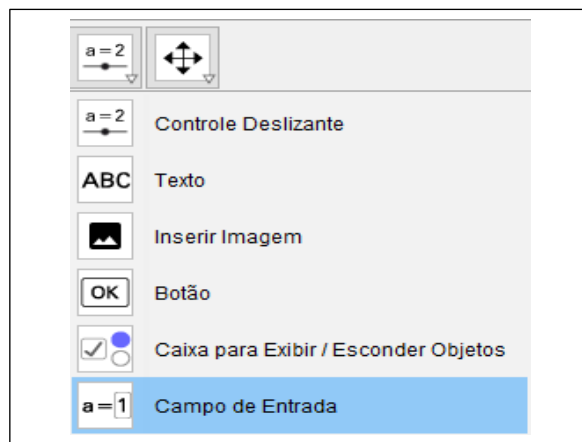 a=2
a=2 Controle Deslizante
ABC Texto
Inserir Imagem
OK Botão
Caixa para Exibir / Esconder Objetos
a=1 Campo de Entrada